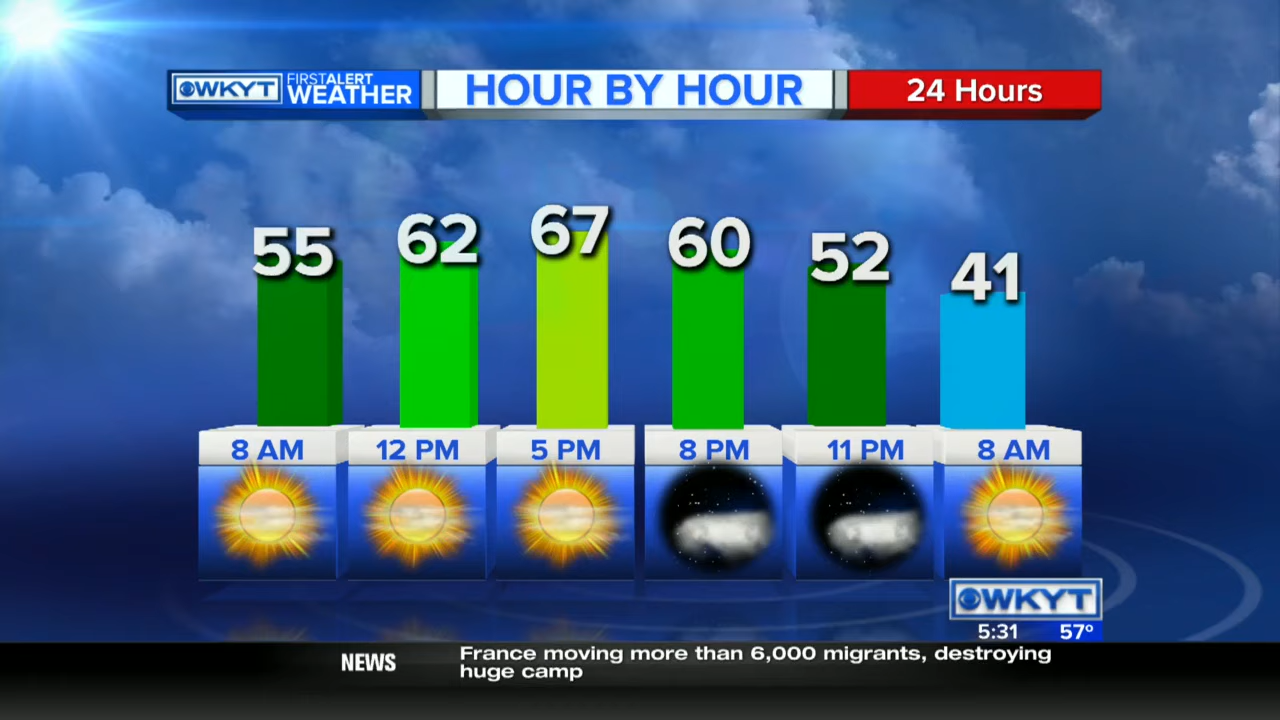 WKYT FIRST ALERT WEATHER
HOUR BY HOUR
24 Hours
55 62 67 60 52 41
8 AM 12 PM 5 PM 8 PM 11 PM 8 AM
WKYT
5:31 57°
NEWS
France moving more than 6,000 migrants, destroying
huge camp